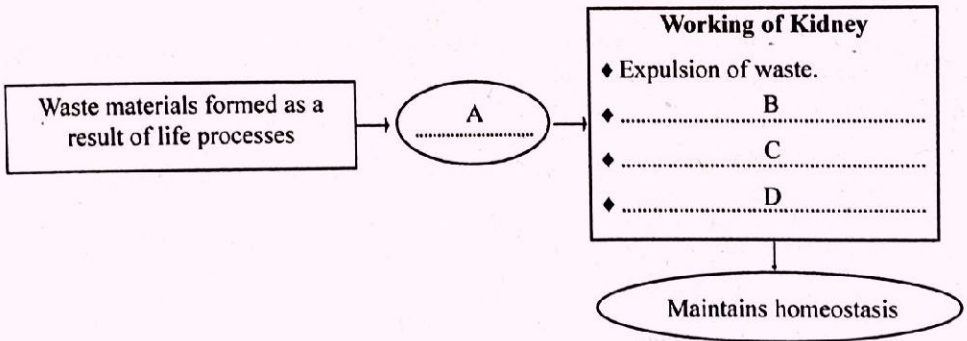 Working of Kidney
♦ Expulsion of waste.
Waste materials formed as a
result of life processes
A
....................
♦ B
....................
♦ C
....................
♦ D
....................
Maintains homeostasis